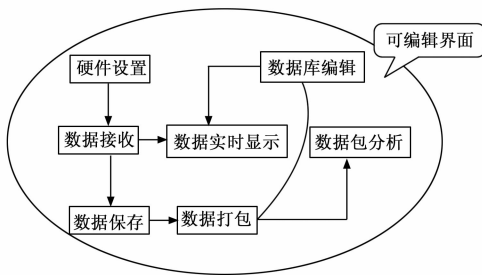 可编辑界面
硬件设置
数据库编辑
数据接收
数据实时显示
数据包分析
数据保存
数据打包